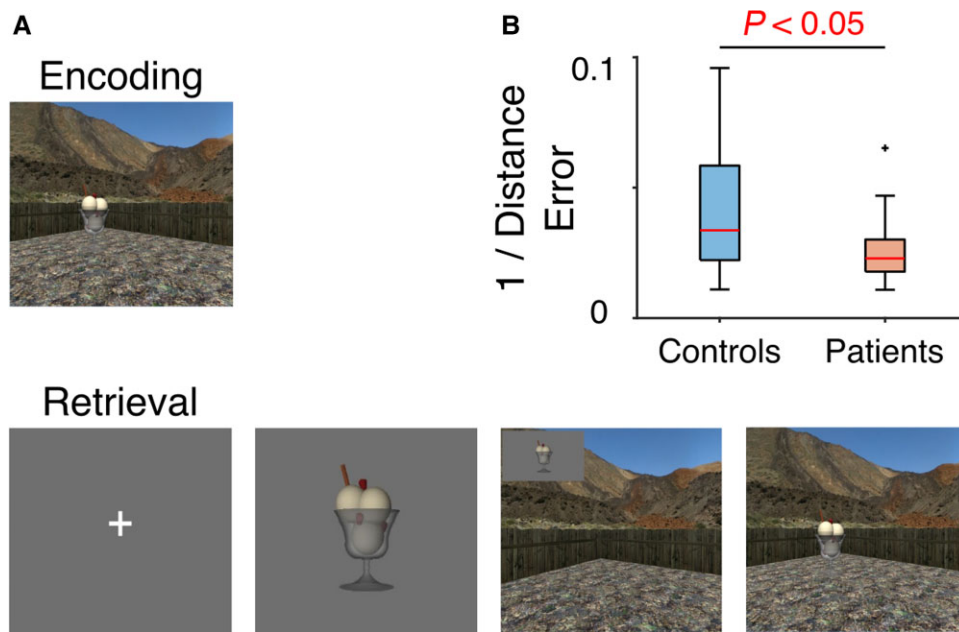 A
Encoding
B
P < 0.05
0.1
1 / Distance
Error
0
Controls
Patients
Retrieval